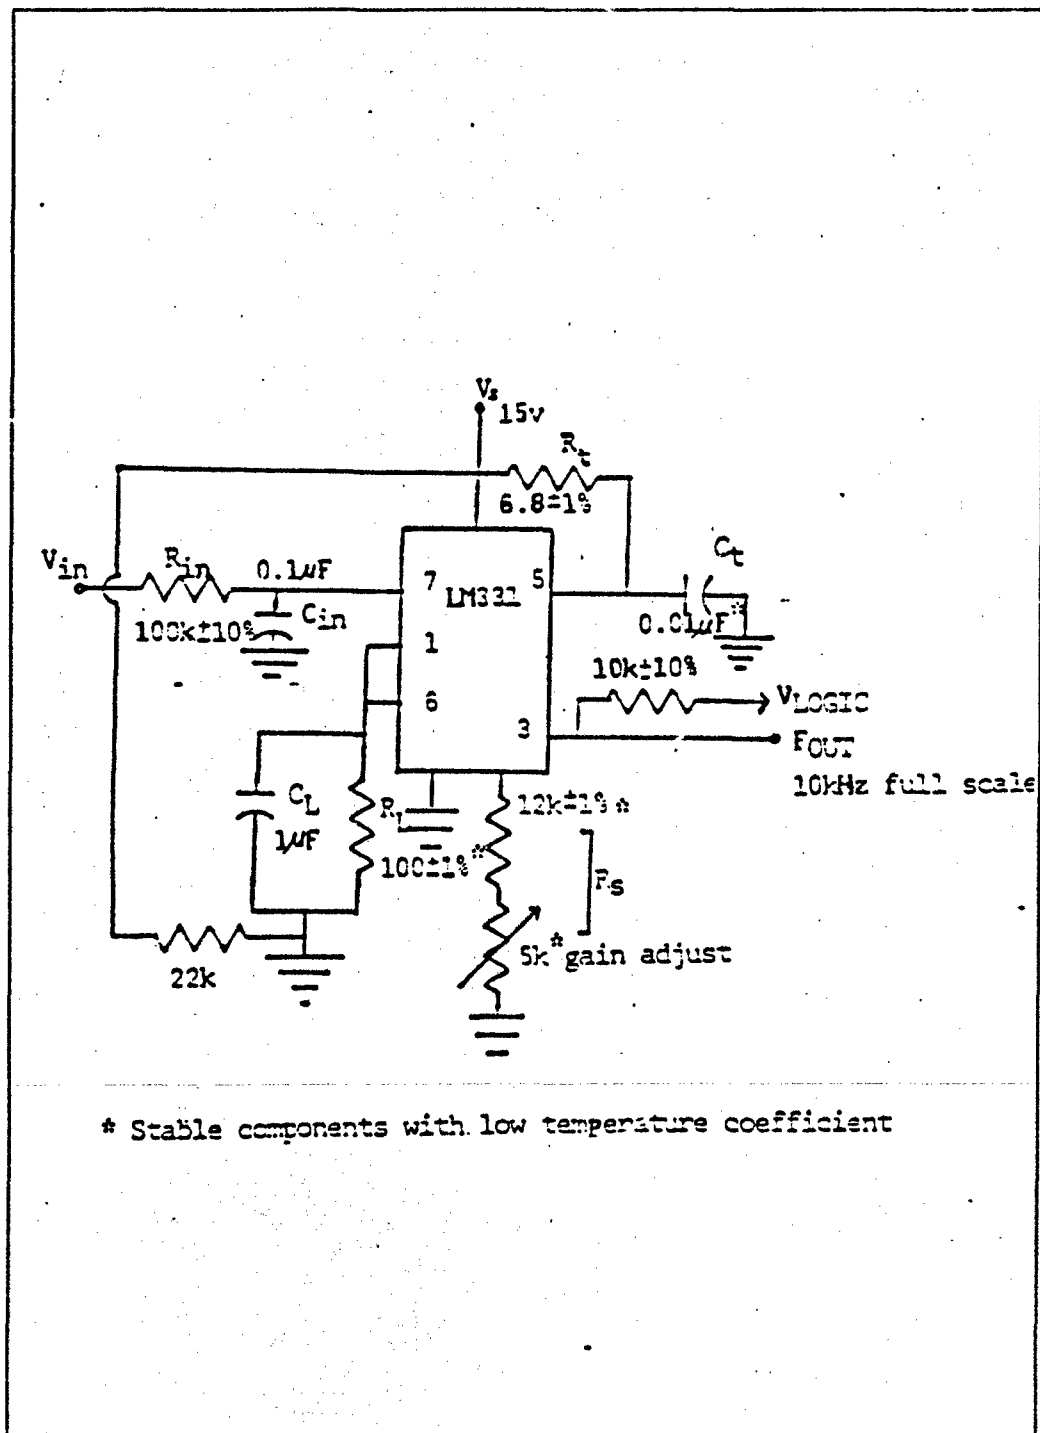 Vs
15v
Rt
6.8±1%
Vin
Rin
0.1µF
Cin
100k±10%
7
LM331
5
Ct
0.01µF*
1
10k±10%
6
VLOGIC
3
FOUT
10kHz full scale
CL
1µF
RL
100±1%*
12k±1%*
Rs
5k*gain adjust
22k
* Stable components with low temperature coefficient